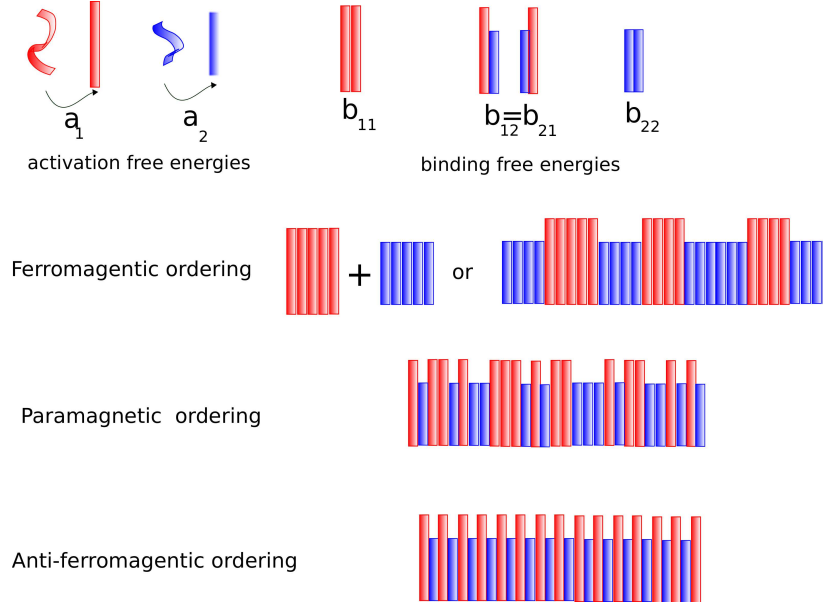 a1 a2 b11 b12=b21 b22
activation free energies binding free energies
Ferromagentic ordering + or
Paramagnetic ordering
Anti-ferromagentic ordering